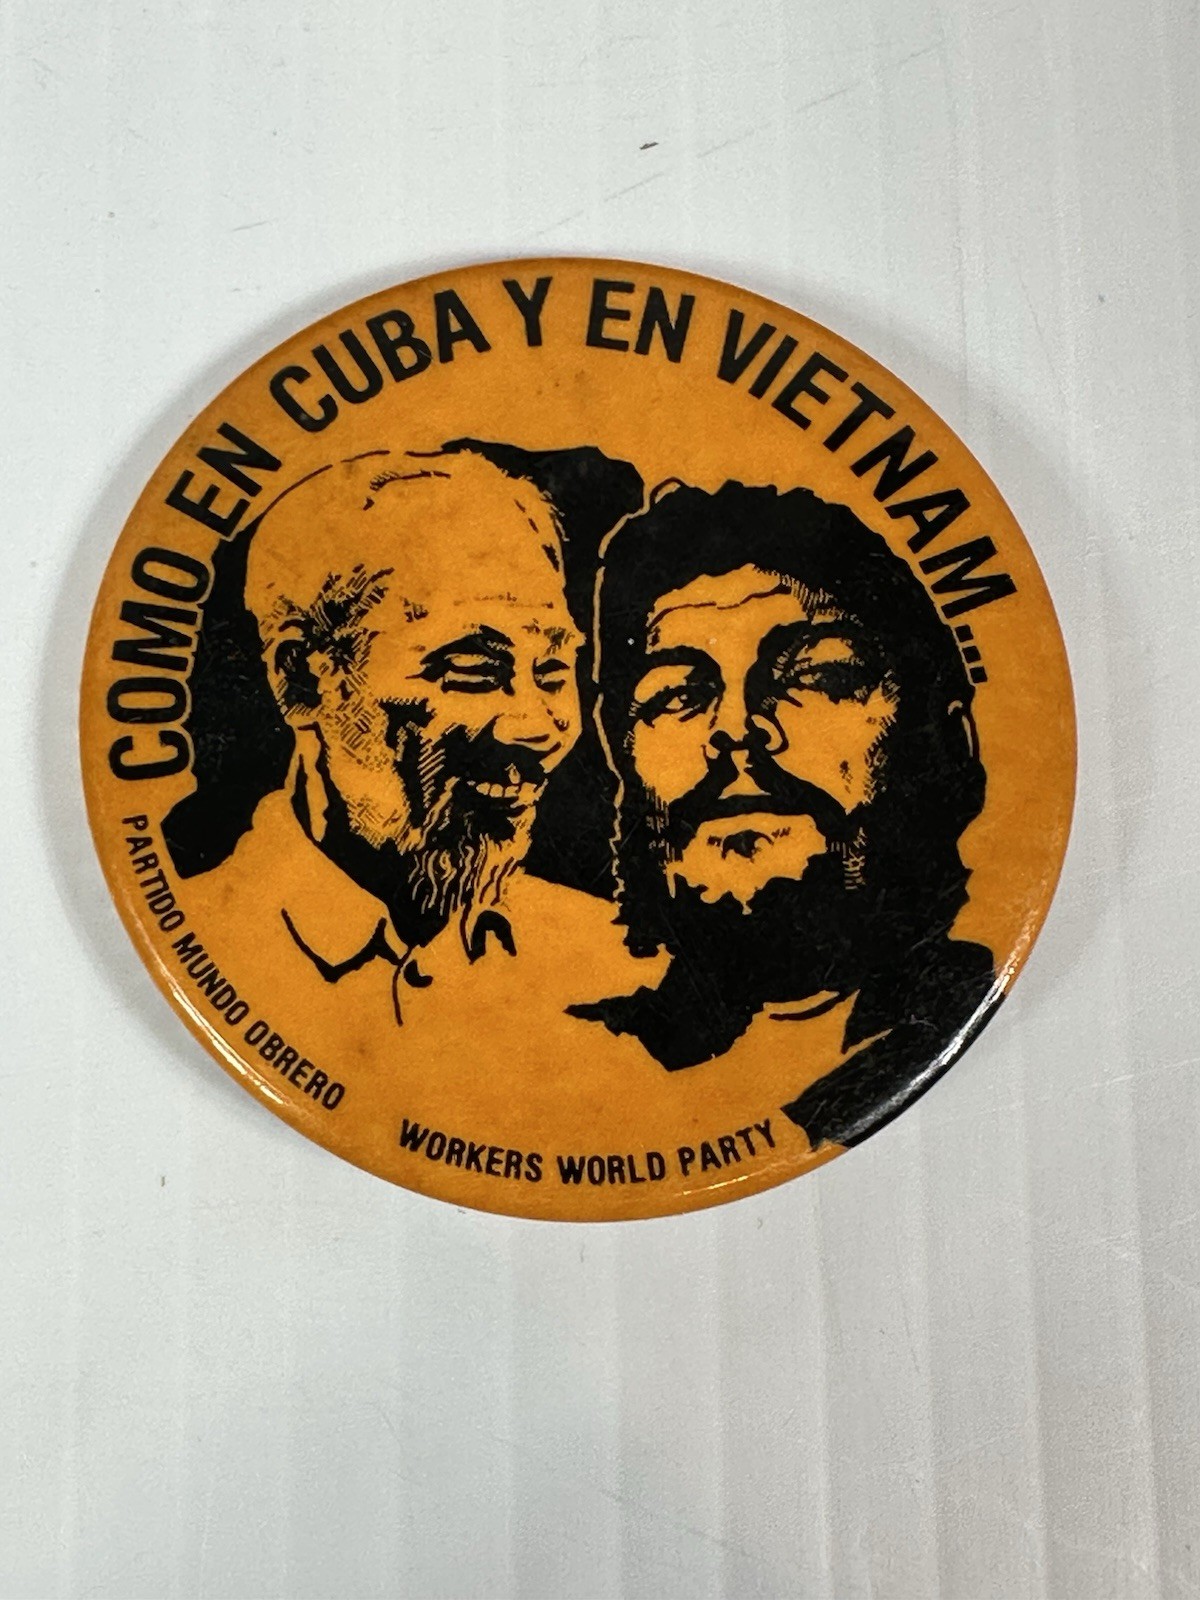 COMO EN CUBA Y EN VIETNAM...
PARTIDO MUNDO OBRERO
WORKERS WORLD PARTY